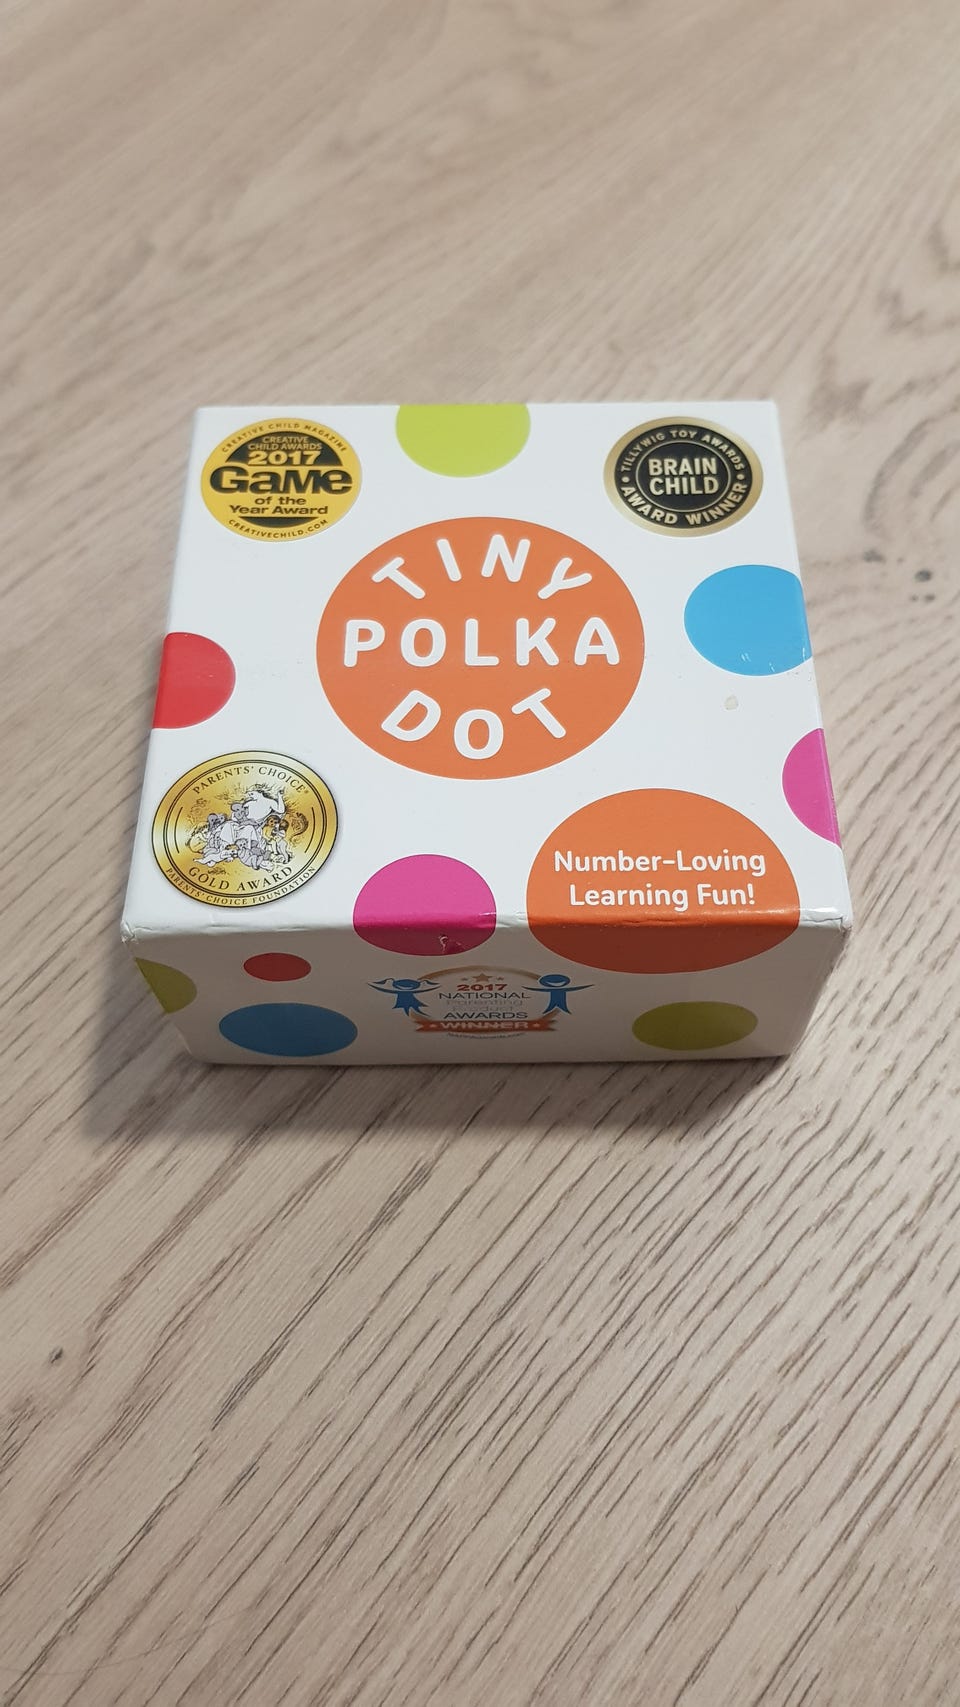 CREATIVE CHILD MAGAZINE
CREATIVE
CHILD AWARDS
2017
GaMe
of the
Year Award
CREATIVECHILD.COM
TILLYWIG TOY AWARDS
BRAIN
CHILD
AWARD WINNER
TINY
POLKA
DOT
PARENTS' CHOICE®
GOLD AWARD
PARENTS' CHOICE FOUNDATION
Number-Loving
Learning Fun!
2017
NATIONAL
Parenting
Product
AWARDS
WINNER